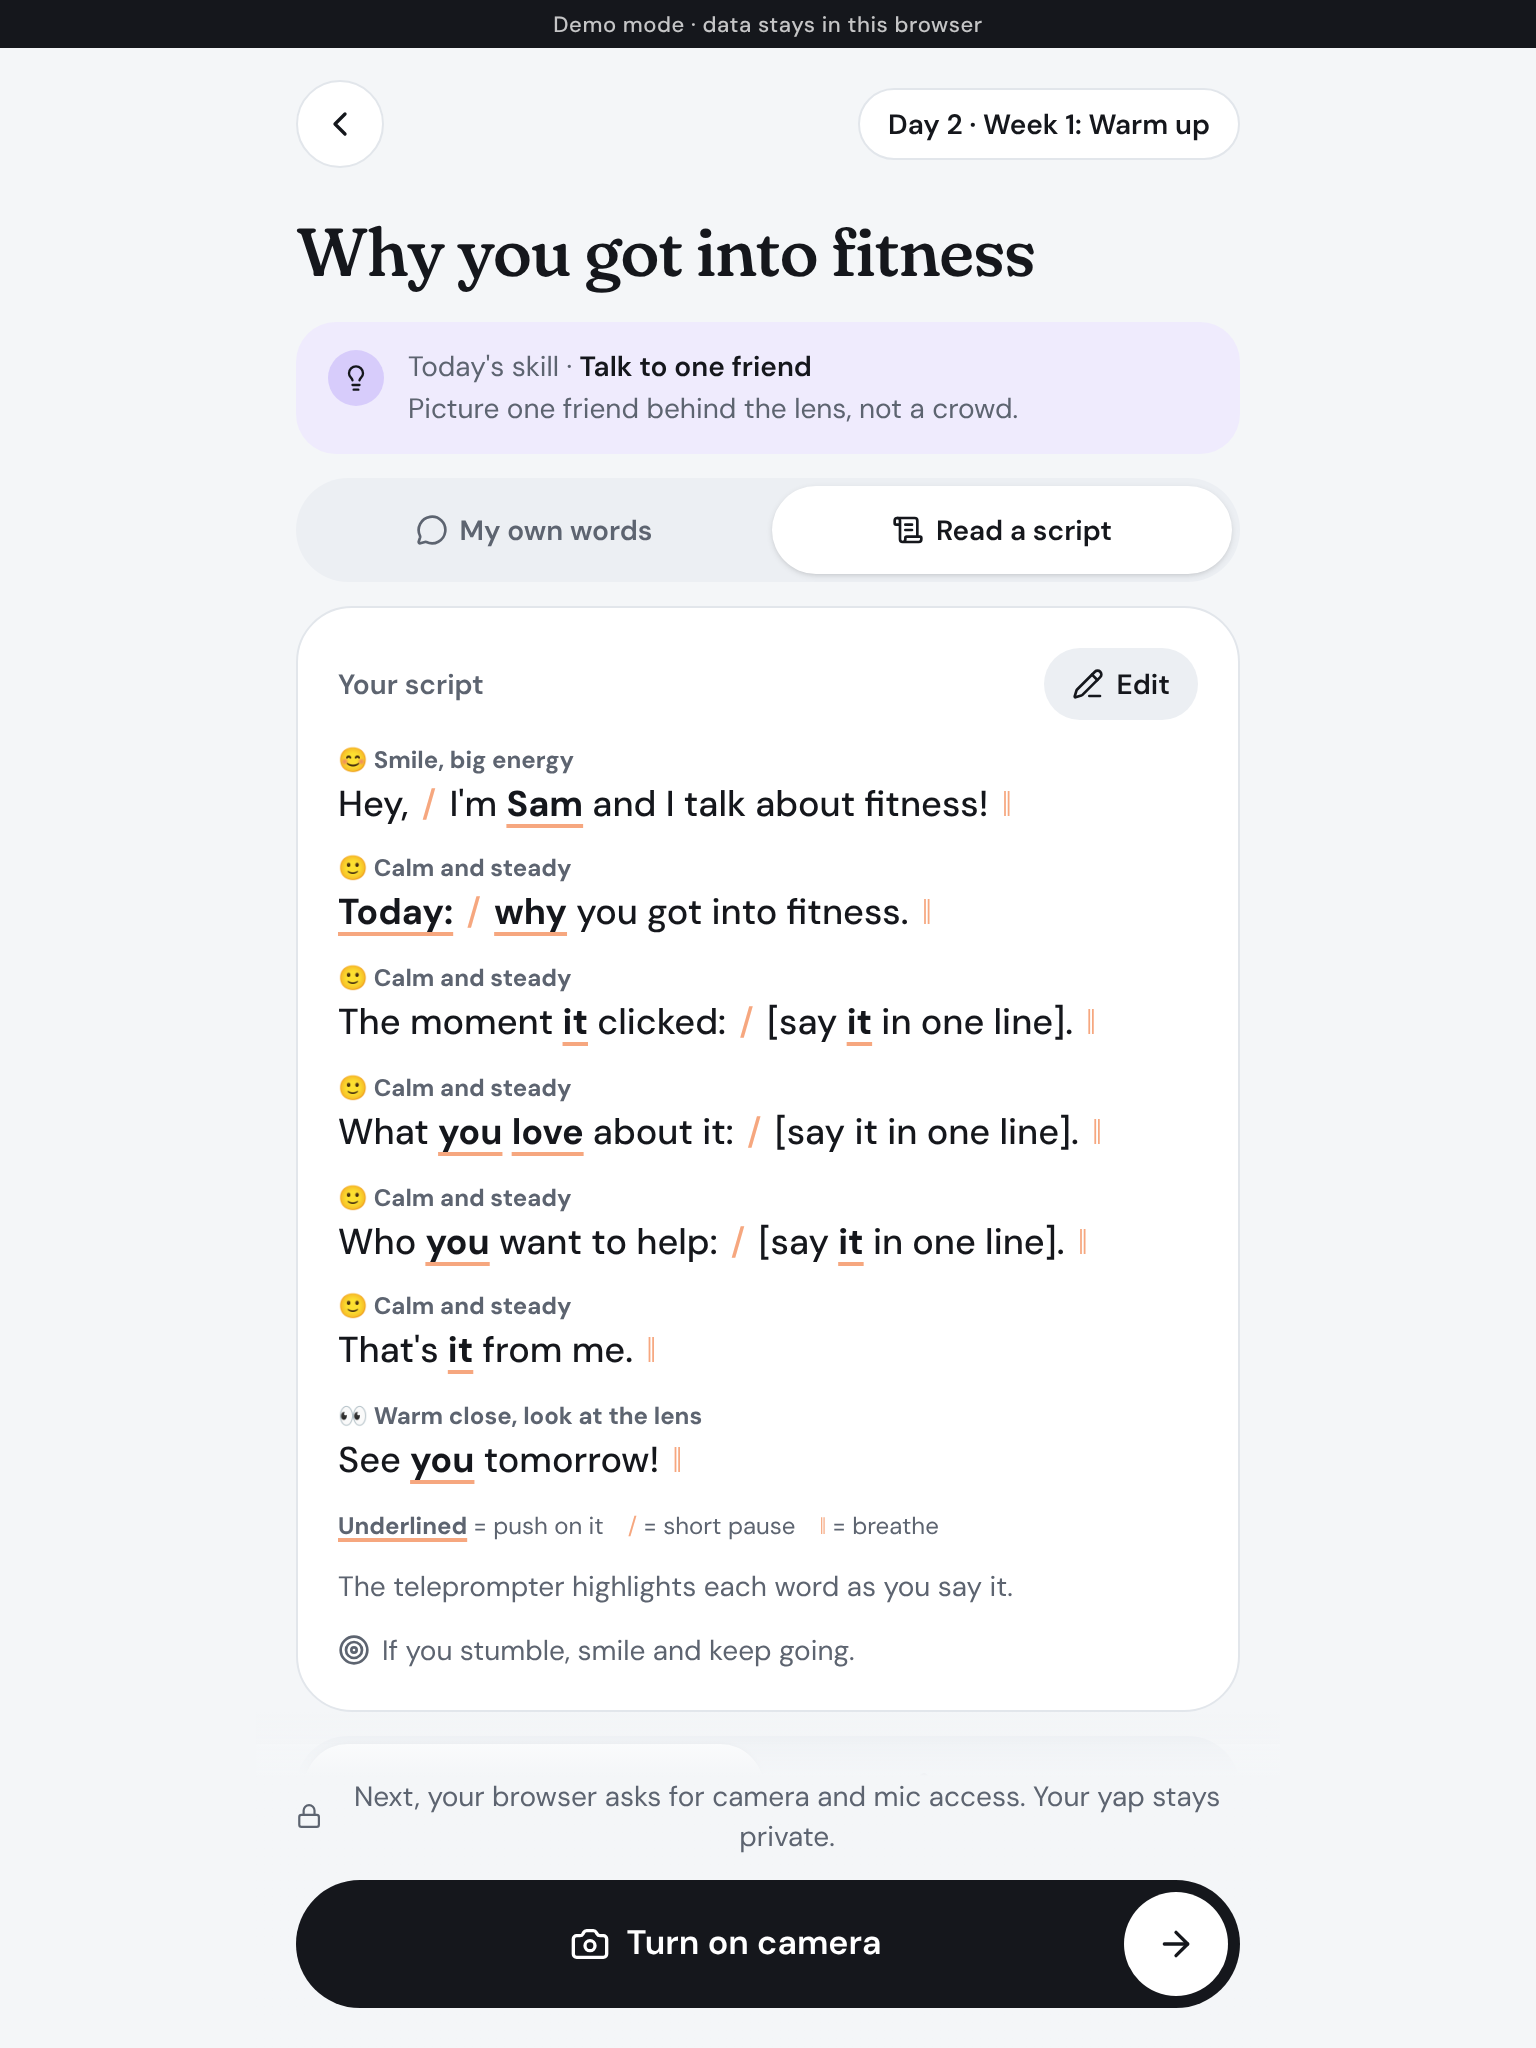 Demo mode · data stays in this browser
Day 2 · Week 1: Warm up
Why you got into fitness
Today's skill · Talk to one friend
Picture one friend behind the lens, not a crowd.
My own words
Read a script
Your script
Edit
😊 Smile, big energy
Hey, / I'm Sam and I talk about fitness! ‖
🙂 Calm and steady
Today: / why you got into fitness. ‖
🙂 Calm and steady
The moment it clicked: / [say it in one line]. ‖
🙂 Calm and steady
What you love about it: / [say it in one line]. ‖
🙂 Calm and steady
Who you want to help: / [say it in one line]. ‖
🙂 Calm and steady
That's it from me. ‖
👀 Warm close, look at the lens
See you tomorrow! ‖
Underlined = push on it / = short pause ‖ = breathe
The teleprompter highlights each word as you say it.
If you stumble, smile and keep going.
Next, your browser asks for camera and mic access. Your yap stays
private.
Turn on camera